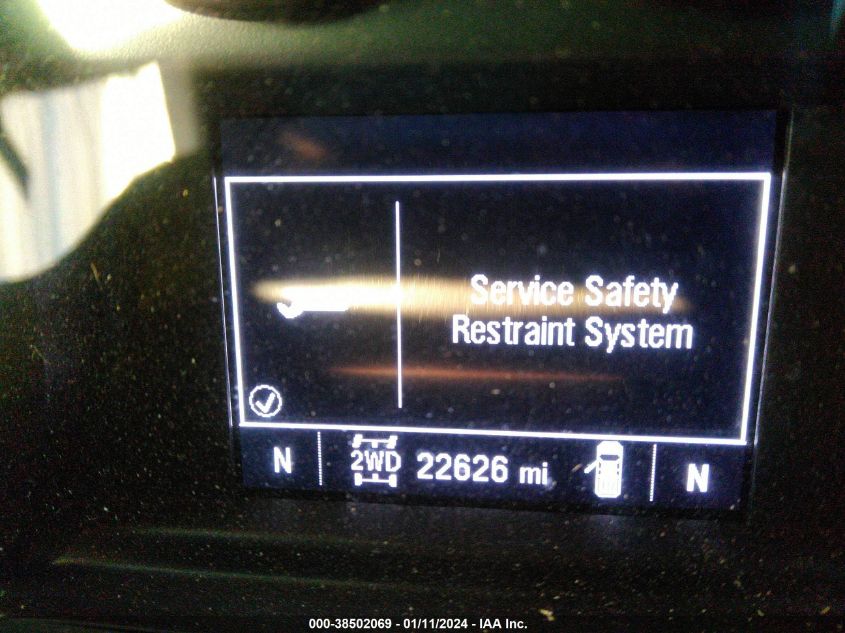 Service Safety
Restraint System
N 2WD 22626 mi N
000-38502069 - 01/11/2024 - IAA Inc.